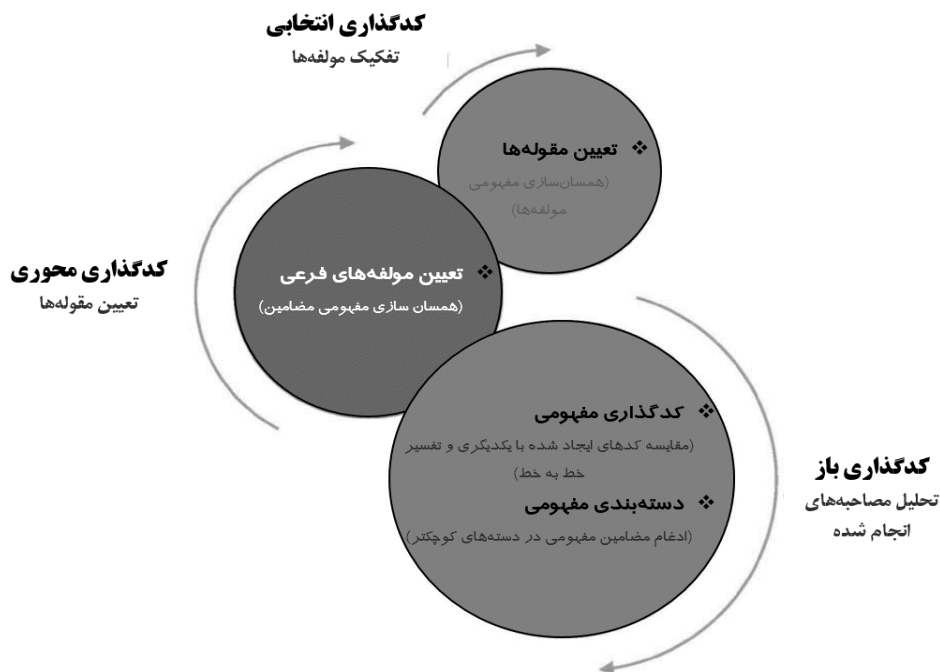 کدگذاری انتخابی
تفکیک مولفه‌ها
❖ تعیین مقوله‌ها
(همسان‌سازی مفهومی
مولفه‌ها)
کدگذاری محوری
تعیین مقوله‌ها
❖ تعیین مولفه‌های فرعی
(همسان سازی مفهومی مضامین)
❖ کدگذاری مفهومی
(مقایسه کدهای ایجاد شده با یکدیگری و تفسیر
خط به خط)
❖ دسته‌بندی مفهومی
(ادغام مضامین مفهومی در دسته‌های کوچکتر)
کدگذاری باز
تحلیل مصاحبه‌های
انجام شده